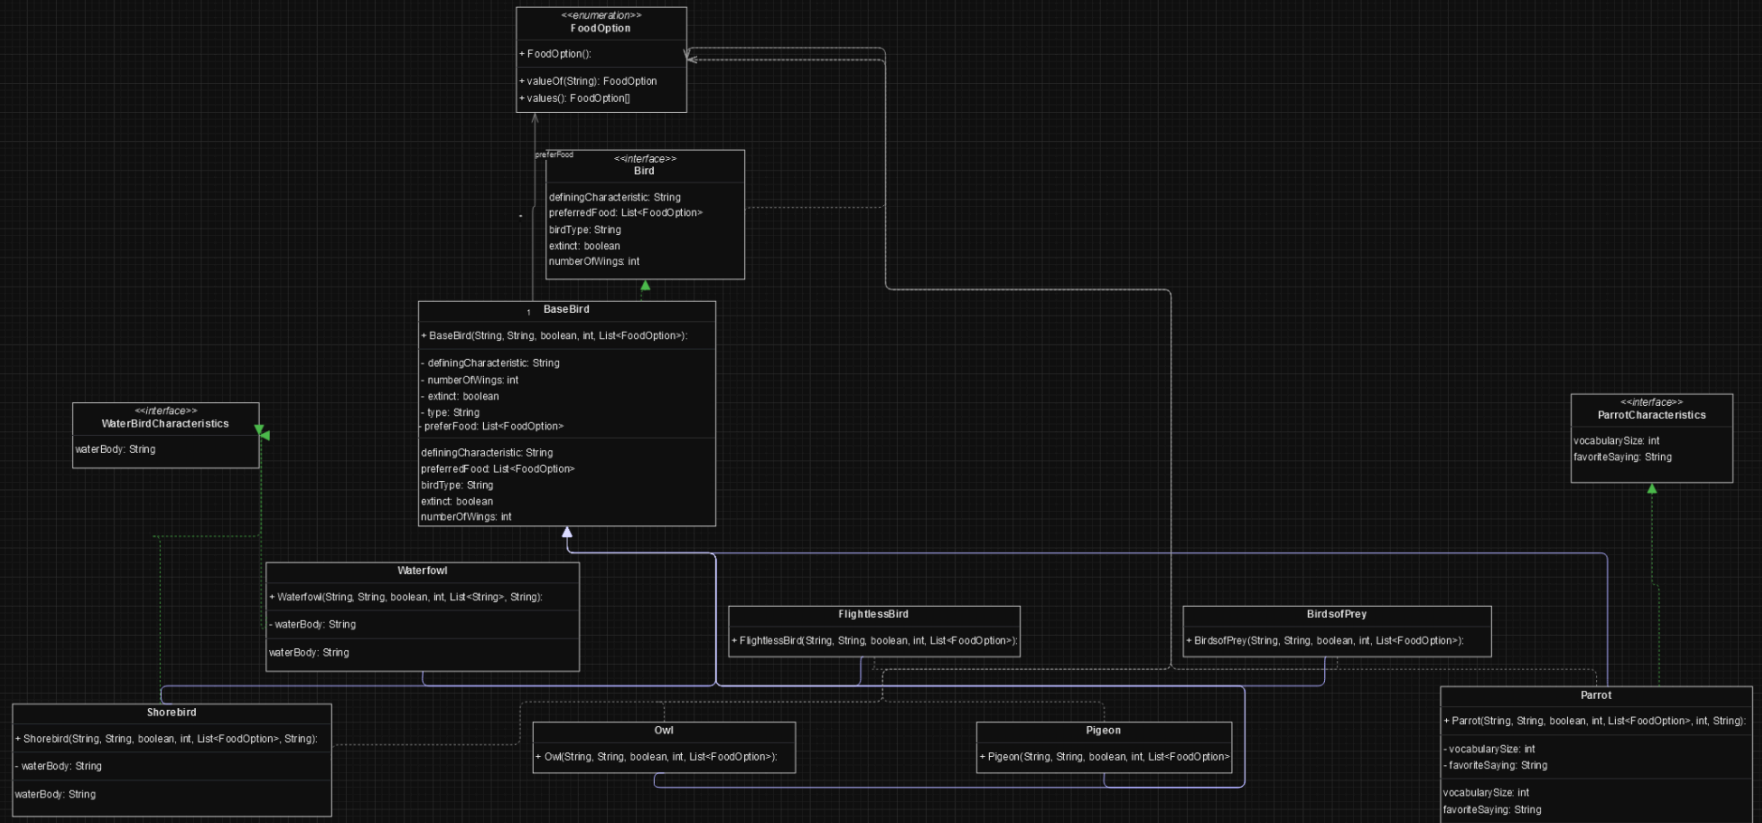 <<enumeration>>
FoodOption
+ FoodOption():
+ valueOf(String): FoodOption
+ values(): FoodOption[]
preferFood
<<interface>>
Bird
definingCharacteristic: String
preferredFood: List<FoodOption>
birdType: String
extinct: boolean
numberOfWings: int
-
1
BaseBird
+ BaseBird(String, String, boolean, int, List<FoodOption>):
- definingCharacteristic: String
- numberOfWings: int
- extinct: boolean
- type: String
- preferFood: List<FoodOption>
definingCharacteristic: String
preferredFood: List<FoodOption>
birdType: String
extinct: boolean
numberOfWings: int
<<interface>>
WaterBirdCharacteristics
waterBody: String
<<interface>>
ParrotCharacteristics
vocabularySize: int
favoriteSaying: String
Waterfowl
+ Waterfowl(String, String, boolean, int, List<String>, String):
- waterBody: String
waterBody: String
FlightlessBird
+ FlightlessBird(String, String, boolean, int, List<FoodOption>):
BirdsofPrey
+ BirdsofPrey(String, String, boolean, int, List<FoodOption>):
Shorebird
+ Shorebird(String, String, boolean, int, List<FoodOption>, String):
- waterBody: String
waterBody: String
Owl
+ Owl(String, String, boolean, int, List<FoodOption>):
Pigeon
+ Pigeon(String, String, boolean, int, List<FoodOption>
Parrot
+ Parrot(String, String, boolean, int, List<FoodOption>, int, String):
- vocabularySize: int
- favoriteSaying: String
vocabularySize: int
favoriteSaying: String